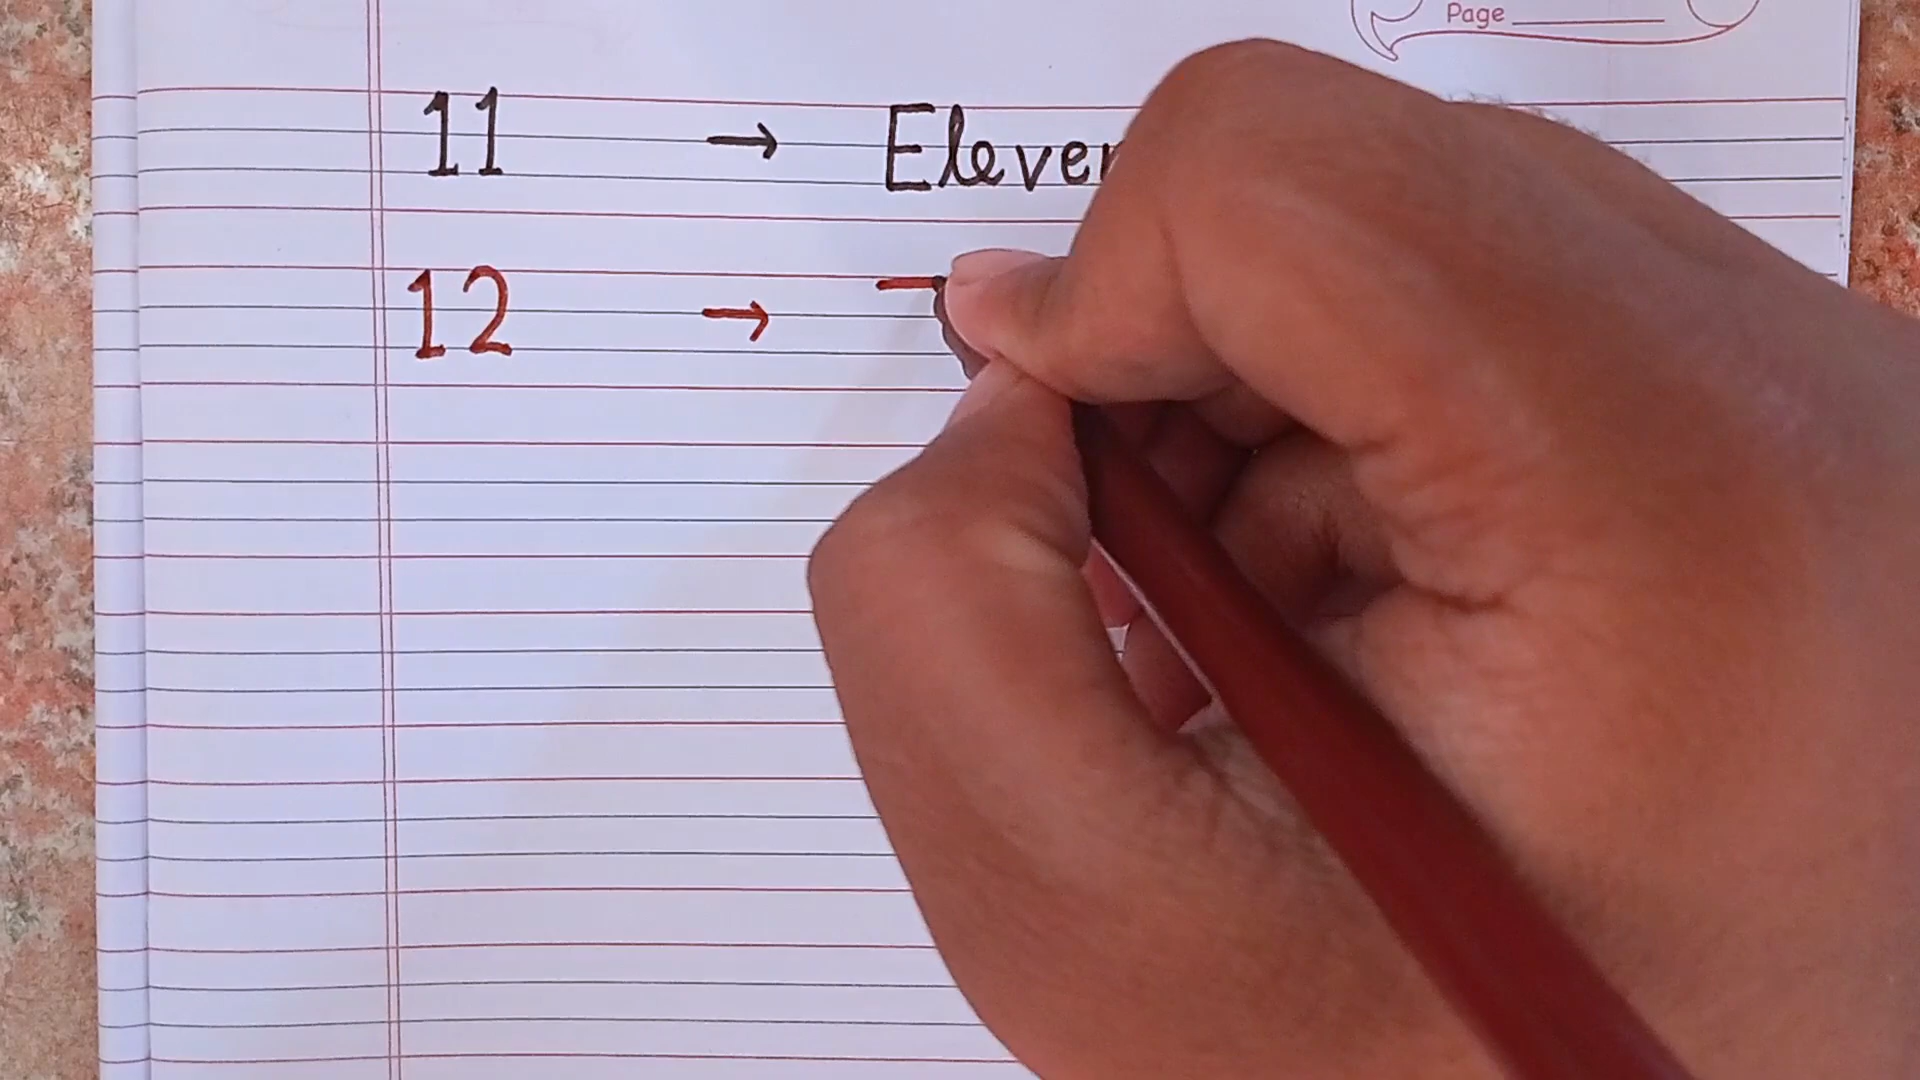 Page
11 → Eleven
12 →